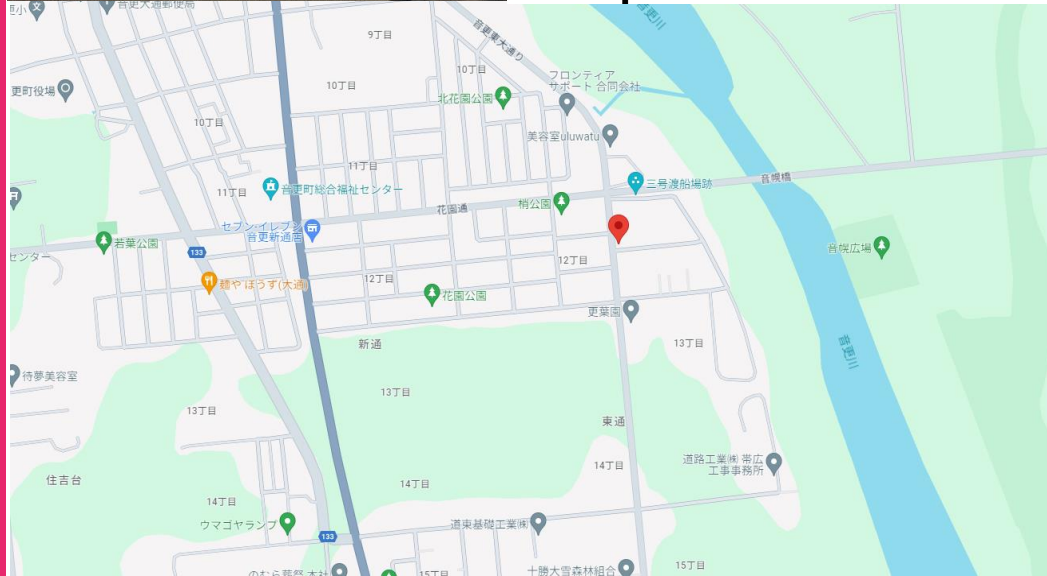 音更大通郵便局
9丁目
音更東大通り
音更川
更町役場
10丁目
10丁目
フロンティア
サポート 合同会社
北花園公園
10丁目
美容室uluwatu
11丁目
11丁目
音更町総合福祉センター
三号渡船場跡
音幌橋
梢公園
花園通
セブン-イレブン
音更新通店
若葉公園
133
センター
音幌広場
12丁目
12丁目
麺や ぼうず(大通)
花園公園
更葉園
新通
13丁目
音更川
待夢美容室
13丁目
13丁目
東通
14丁目
道路工業㈱ 帯広
工事事務所
住吉台
14丁目
14丁目
ウマゴヤランプ
133
道東基礎工業㈱
のむら葬祭 本社
15丁目
十勝大雪森林組合
15丁目